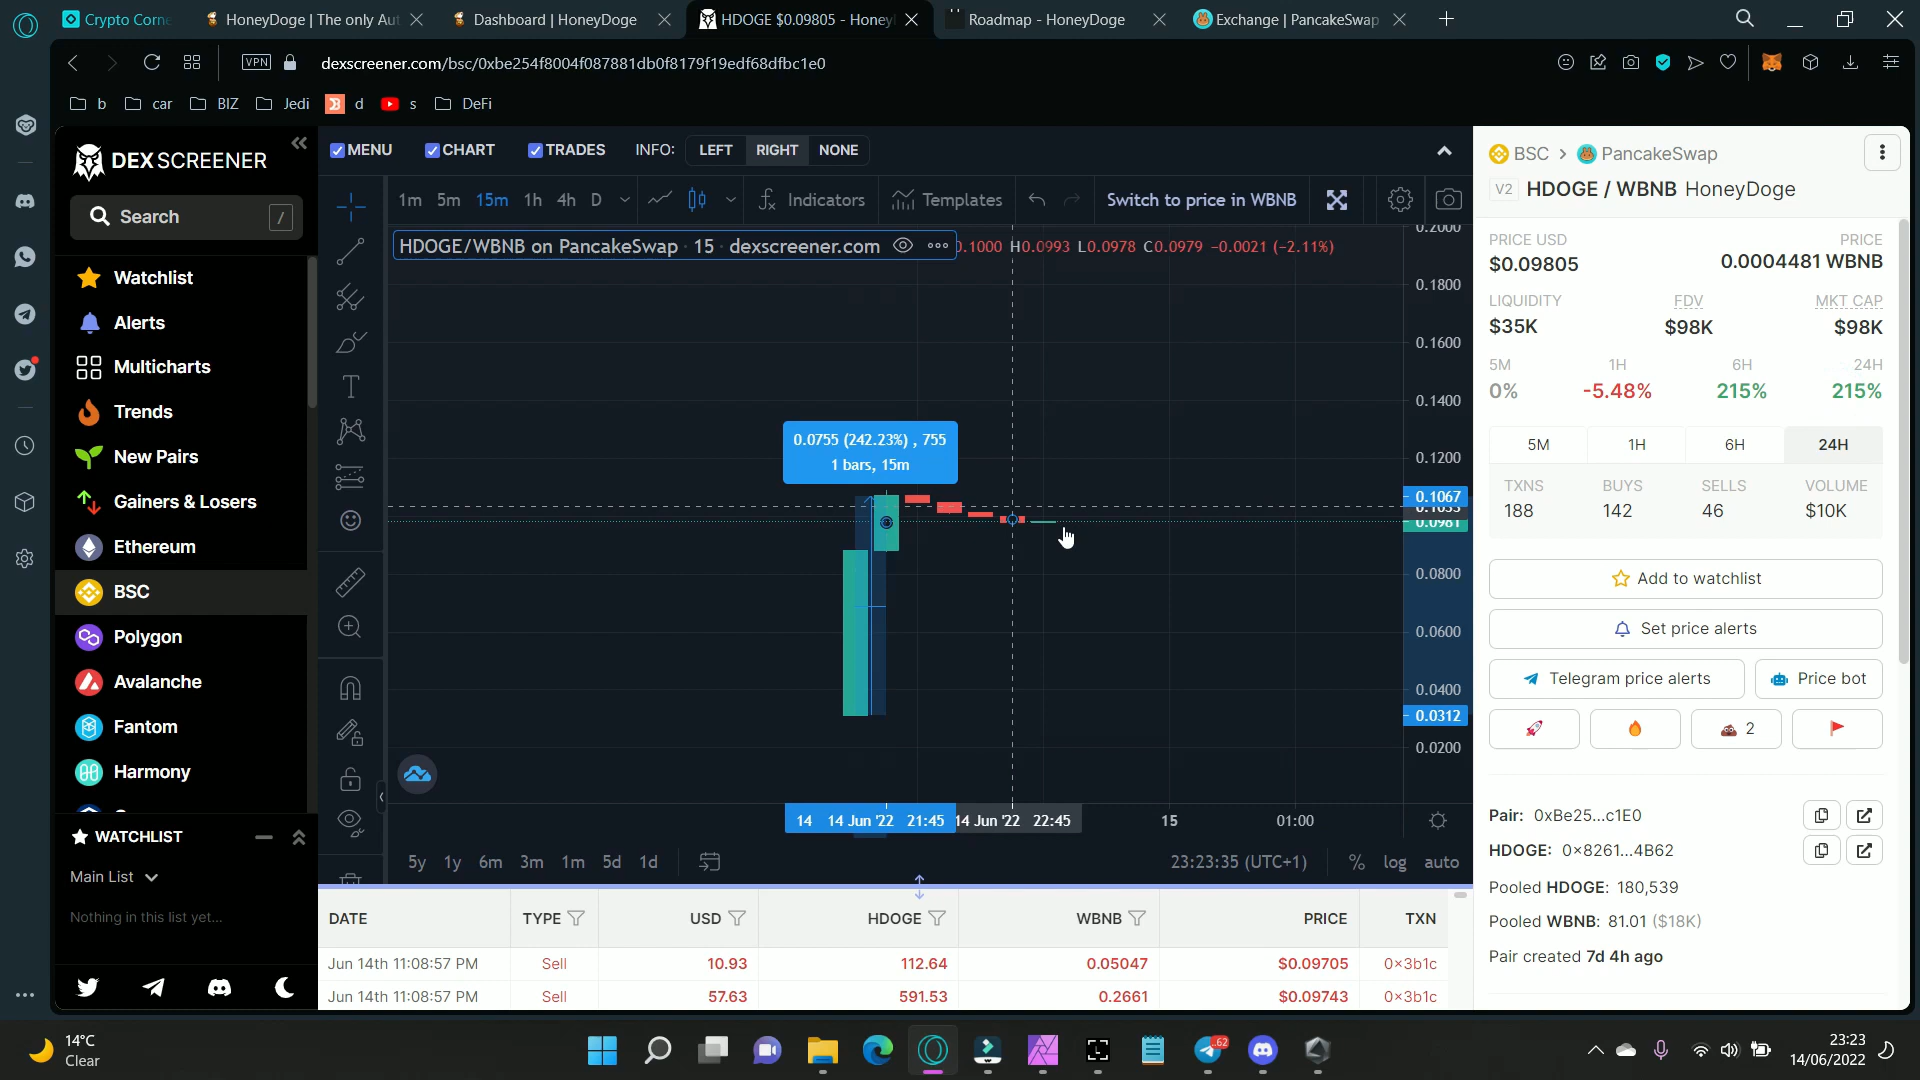 Crypto Corne
HoneyDoge | The only Aut
Dashboard | HoneyDoge
HDOGE $0.09805 - Honey
Roadmap - HoneyDoge
Exchange | PancakeSwap
VPN
dexscreener.com/bsc/0xbe254f8004f087881db0f8179f19edf68dfbc1e0
b
car
BIZ
Jedi
d
s
DeFi
DEX SCREENER
Search /
Watchlist
Alerts
Multicharts
Trends
New Pairs
Gainers & Losers
Ethereum
BSC
Polygon
Avalanche
Fantom
Harmony
WATCHLIST
Main List
Nothing in this list yet...
MENU CHART TRADES INFO: LEFT RIGHT NONE
1m 5m 15m 1h 4h D Indicators Templates Switch to price in WBNB
HDOGE/WBNB on PancakeSwap · 15 · dexscreener.com
0.1000 H0.0993 L0.0978 C0.0979 −0.0021 (−2.11%)
0.2000
0.1800
0.1600
0.1400
0.1200
0.1067
0.0981
0.0800
0.0600
0.0400
0.0312
0.0200
0.0755 (242.23%) , 755
1 bars, 15m
14 14 Jun '22 21:45
14 Jun '22 22:45
15
01:00
5y 1y 6m 3m 1m 5d 1d
23:23:35 (UTC+1) % log auto
DATE TYPE USD HDOGE WBNB PRICE TXN
Jun 14th 11:08:57 PM Sell 10.93 112.64 0.05047 $0.09705 0x3b1c
Jun 14th 11:08:57 PM Sell 57.63 591.53 0.2661 $0.09743 0x3b1c
BSC > PancakeSwap
V2 HDOGE / WBNB HoneyDoge
PRICE USD PRICE
$0.09805 0.0004481 WBNB
LIQUIDITY FDV MKT CAP
$35K $98K $98K
5M 1H 6H 24H
0% -5.48% 215% 215%
5M 1H 6H 24H
TXNS BUYS SELLS VOLUME
188 142 46 $10K
Add to watchlist
Set price alerts
Telegram price alerts
Price bot
2
Pair: 0xBe25...c1E0
HDOGE: 0x8261...4B62
Pooled HDOGE: 180,539
Pooled WBNB: 81.01 ($18K)
Pair created 7d 4h ago
14°C
Clear
62
23:23
14/06/2022